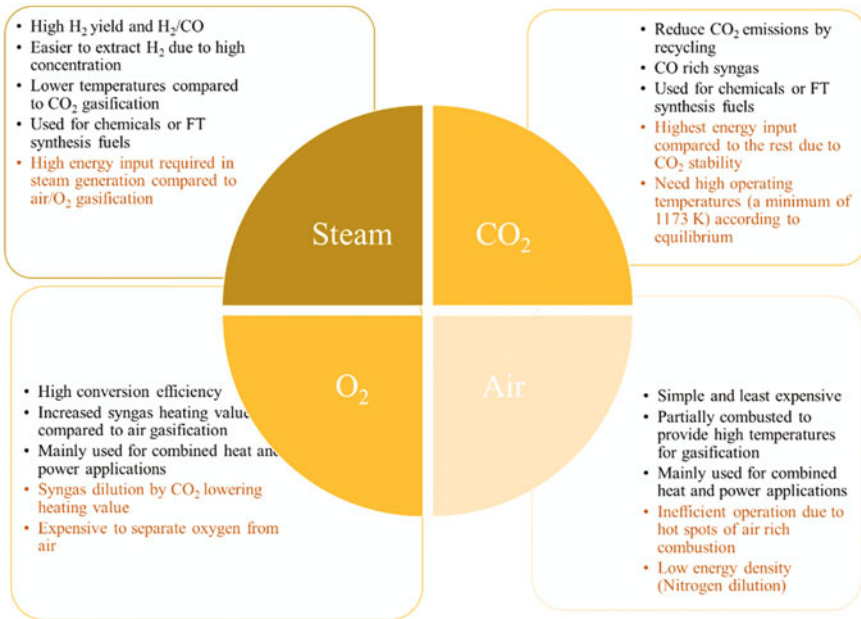 • High H₂ yield and H₂/CO
• Easier to extract H₂ due to high
concentration
• Lower temperatures compared
to CO₂ gasification
• Used for chemicals or FT
synthesis fuels
• High energy input required in
steam generation compared to
air/O₂ gasification
• Reduce CO₂ emissions by
recycling
• CO rich syngas
• Used for chemicals or FT
synthesis fuels
• Highest energy input
compared to the rest due to
CO₂ stability
• Need high operating
temperatures (a minimum of
1173 K) according to
equilibrium
Steam
CO₂
O₂
Air
• High conversion efficiency
• Increased syngas heating value
compared to air gasification
• Mainly used for combined heat and
power applications
• Syngas dilution by CO₂ lowering
heating value
• Expensive to separate oxygen from
air
• Simple and least expensive
• Partially combusted to
provide high temperatures
for gasification
• Mainly used for combined
heat and power applications
• Inefficient operation due to
hot spots of air rich
combustion
• Low energy density
(Nitrogen dilution)